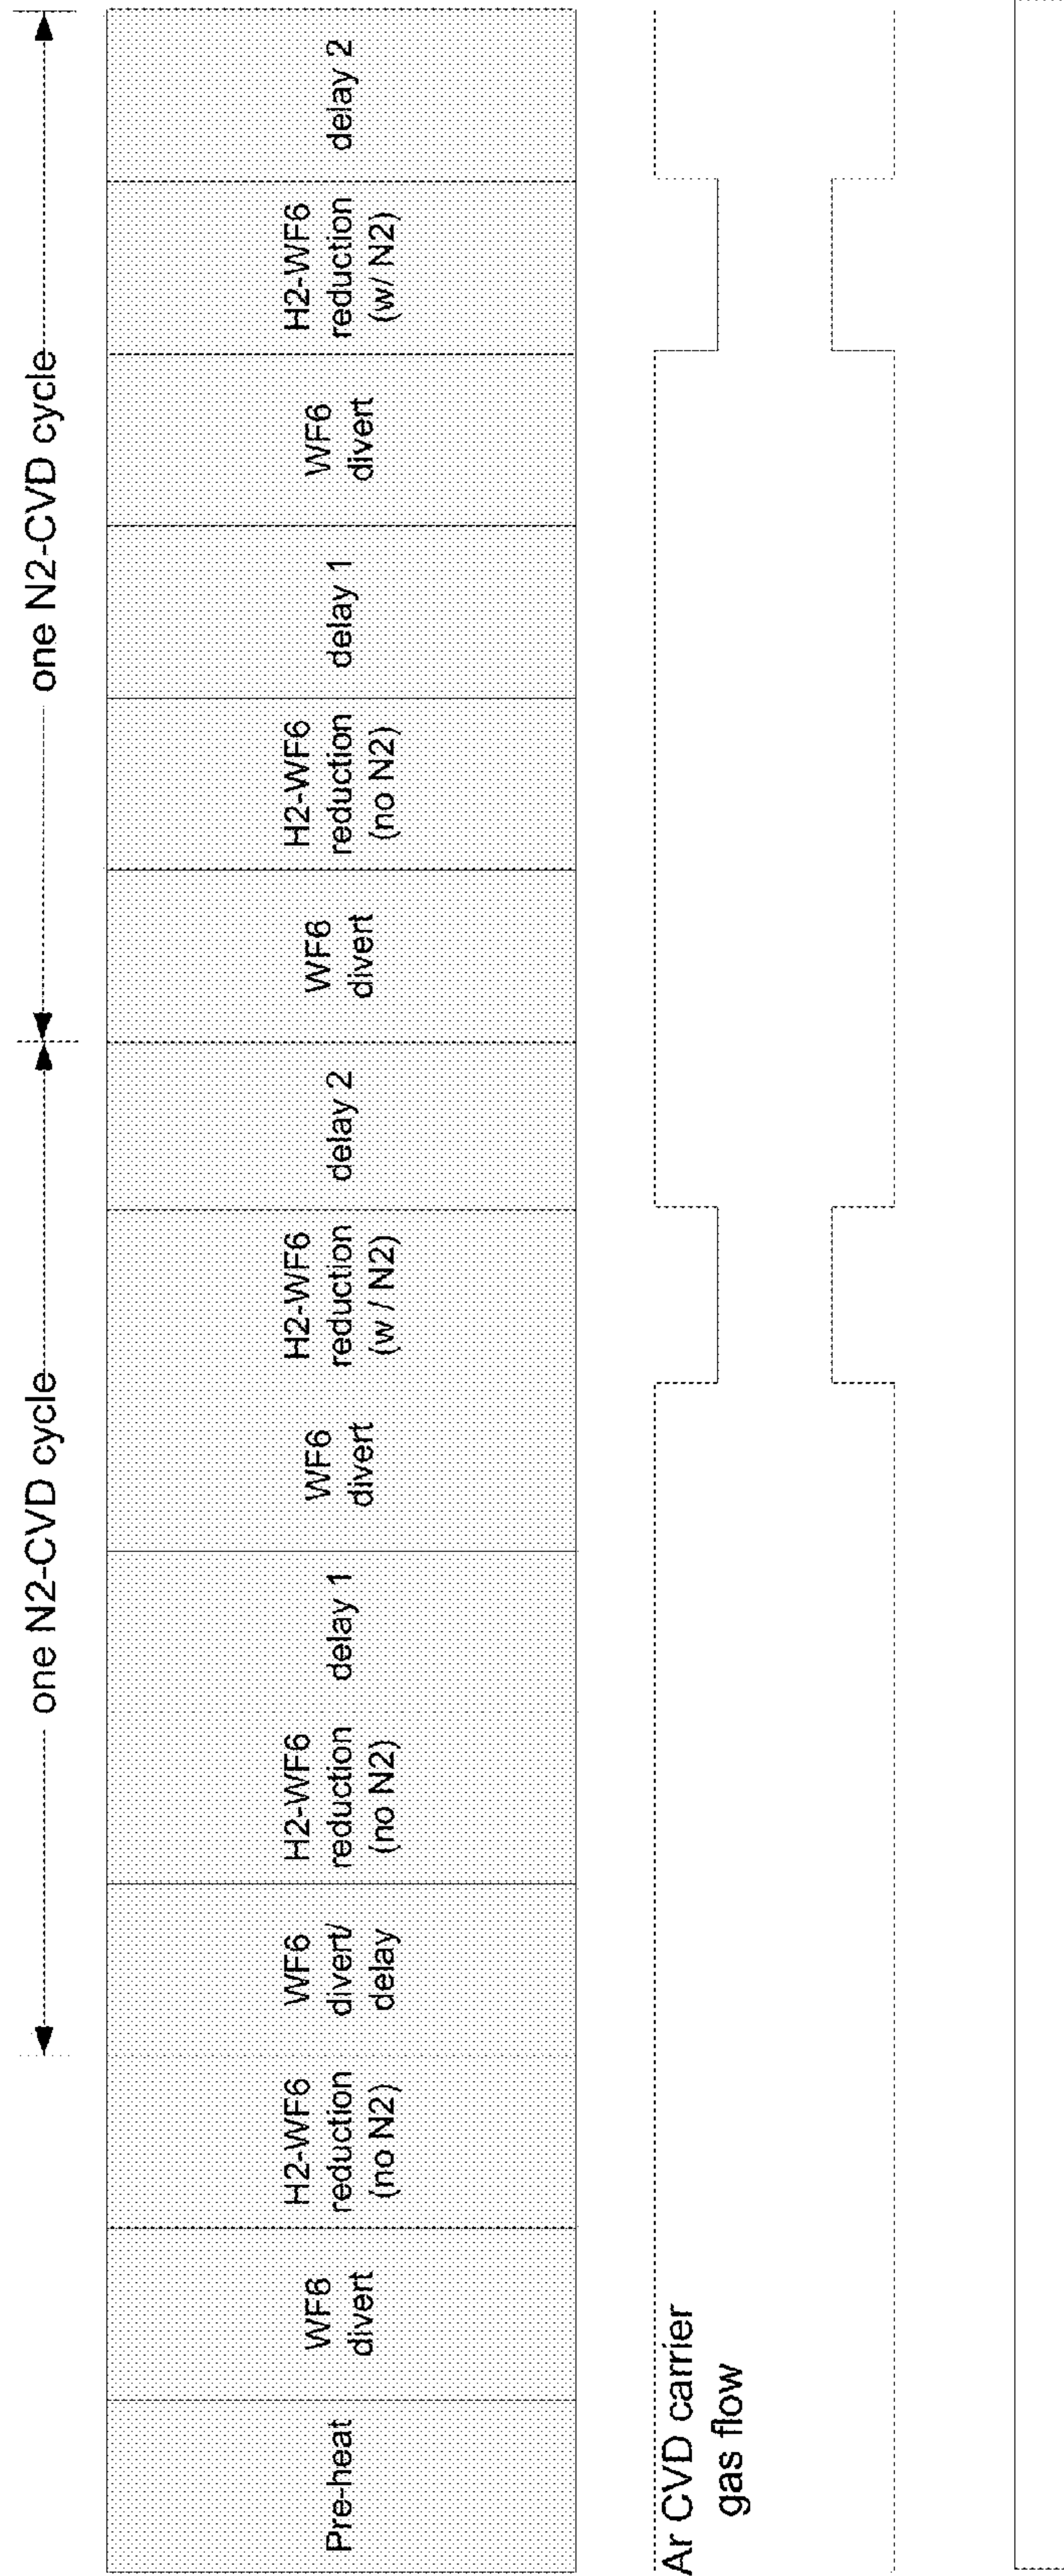 one N2-CVD cycle
one N2-CVD cycle
Pre-heat
WF6
divert
H2-WF6
reduction
(no N2)
WF6
divert/
delay
H2-WF6
reduction
(no N2)
delay 1
WF6
divert
H2-WF6
reduction
(w / N2)
delay 2
WF6
divert
H2-WF6
reduction
(no N2)
delay 1
WF6
divert
H2-WF6
reduction
(w/ N2)
delay 2
Ar CVD carrier
gas flow